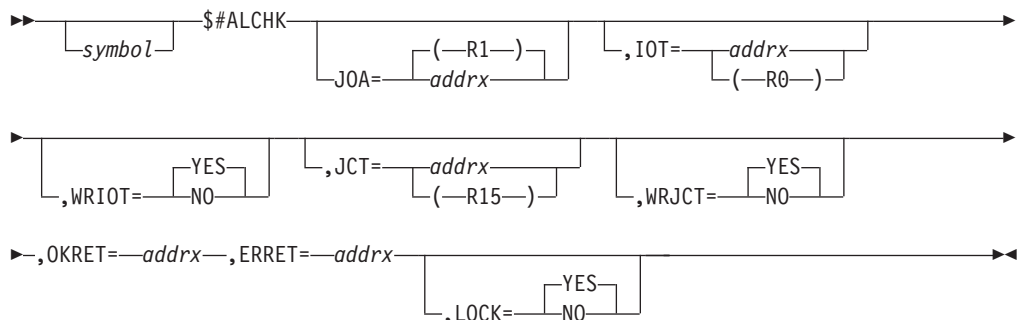 $#ALCHK
symbol
(R1)
JOA= addrx
,IOT= addrx
(R0)
YES
,WRIOT= NO
,JCT= addrx
(R15)
YES
,WRJCT= NO
,OKRET= addrx ,ERRET= addrx
YES
,LOCK= NO